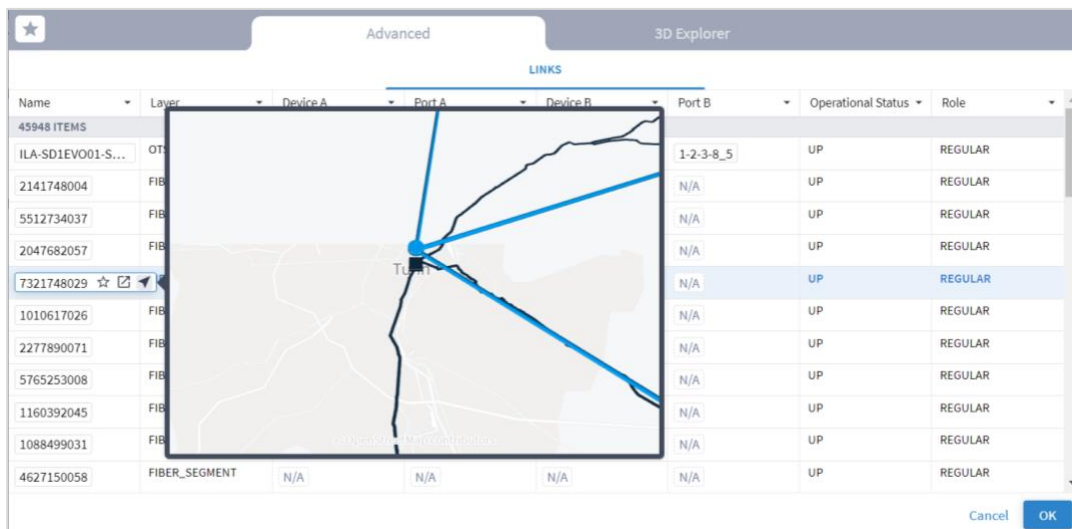 Advanced 3D Explorer
LINKS
Name Layer Device A Port A Device B Port B Operational Status Role
45948 ITEMS
ILA-SD1EVO01-S... OTS 1-2-3-8_5 UP REGULAR
2141748004 FIB N/A UP REGULAR
5512734037 FIB N/A UP REGULAR
2047682057 FIB N/A UP REGULAR
7321748029 N/A UP REGULAR
1010617026 FIB N/A UP REGULAR
2277890071 FIB N/A UP REGULAR
5765253008 FIB N/A UP REGULAR
1160392045 FIB N/A UP REGULAR
1088499031 FIB N/A UP REGULAR
4627150058 FIBER_SEGMENT N/A N/A N/A N/A UP REGULAR
Cancel OK